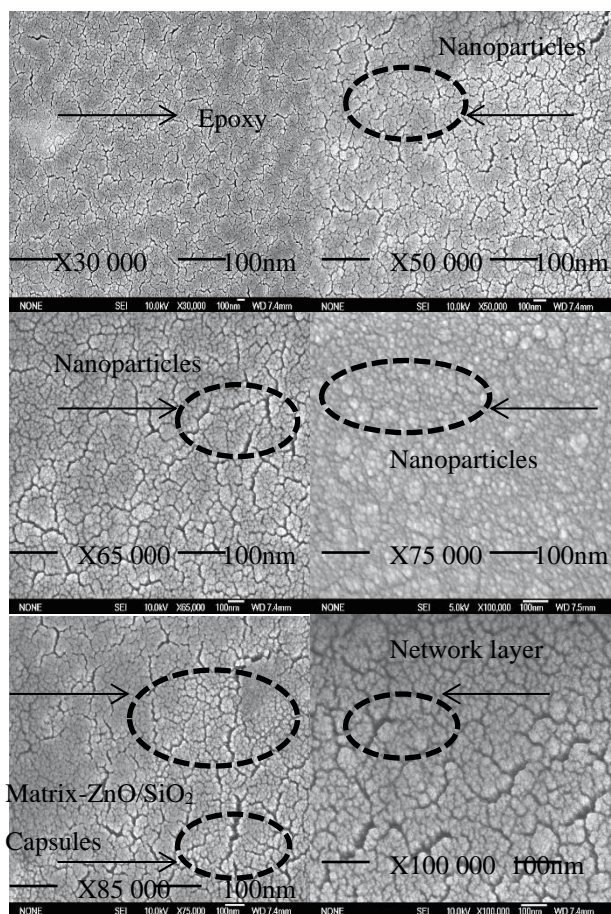 Nanoparticles
Epoxy
X30 000 100nm
X50 000 100nm
NONE SEI 10.0kV X30,000 100nm WD 7.4mm
NONE SEI 10.0kV X50,000 100nm WD 7.4mm
Nanoparticles
Nanoparticles
X65 000 100nm
X75 000 100nm
NONE SEI 10.0kV X65,000 100nm WD 7.4mm
NONE SEI 5.0kV X100,000 100nm WD 7.5mm
Network layer
Matrix-ZnO/SiO₂
Capsules
X85 000 100nm
X100 000 100nm
NONE SEI 10.0kV X75,000 100nm WD 7.4mm
NONE SEI 10.0kV X100,000 100nm WD 7.4mm